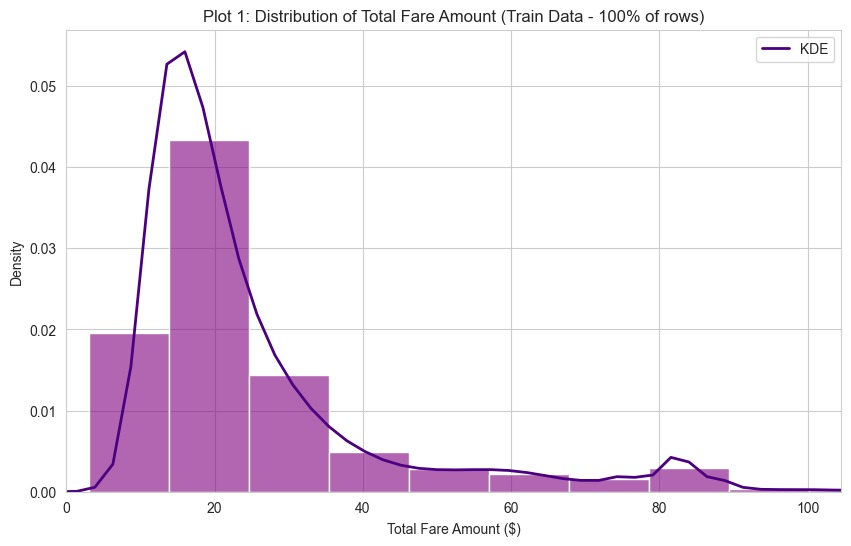 Plot 1: Distribution of Total Fare Amount (Train Data - 100% of rows)
KDE
0.05
0.04
0.03
0.02
0.01
0.00
Density
0 20 40 60 80 100
Total Fare Amount ($)